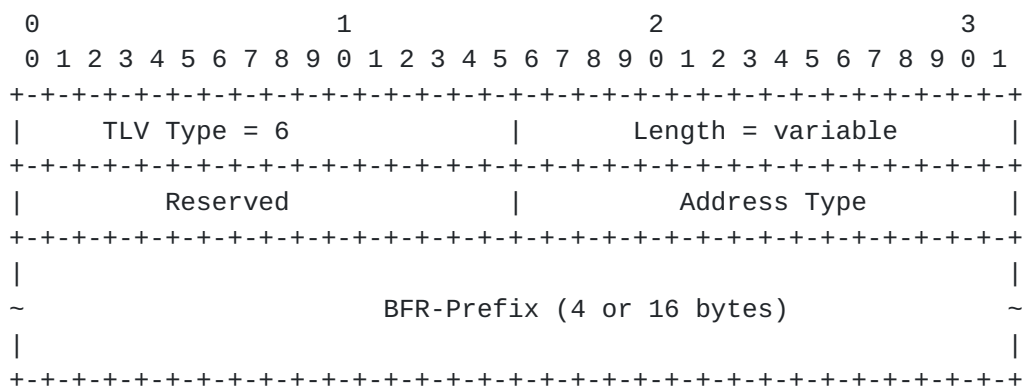 0                   1                   2                   3
 0 1 2 3 4 5 6 7 8 9 0 1 2 3 4 5 6 7 8 9 0 1 2 3 4 5 6 7 8 9 0 1
+-+-+-+-+-+-+-+-+-+-+-+-+-+-+-+-+-+-+-+-+-+-+-+-+-+-+-+-+-+-+-+-+
|     TLV Type = 6              |       Length = variable       |
+-+-+-+-+-+-+-+-+-+-+-+-+-+-+-+-+-+-+-+-+-+-+-+-+-+-+-+-+-+-+-+-+
|         Reserved              |          Address Type         |
+-+-+-+-+-+-+-+-+-+-+-+-+-+-+-+-+-+-+-+-+-+-+-+-+-+-+-+-+-+-+-+-+
|                                                               |
~                       BFR-Prefix (4 or 16 bytes)              ~
|                                                               |
+-+-+-+-+-+-+-+-+-+-+-+-+-+-+-+-+-+-+-+-+-+-+-+-+-+-+-+-+-+-+-+-+